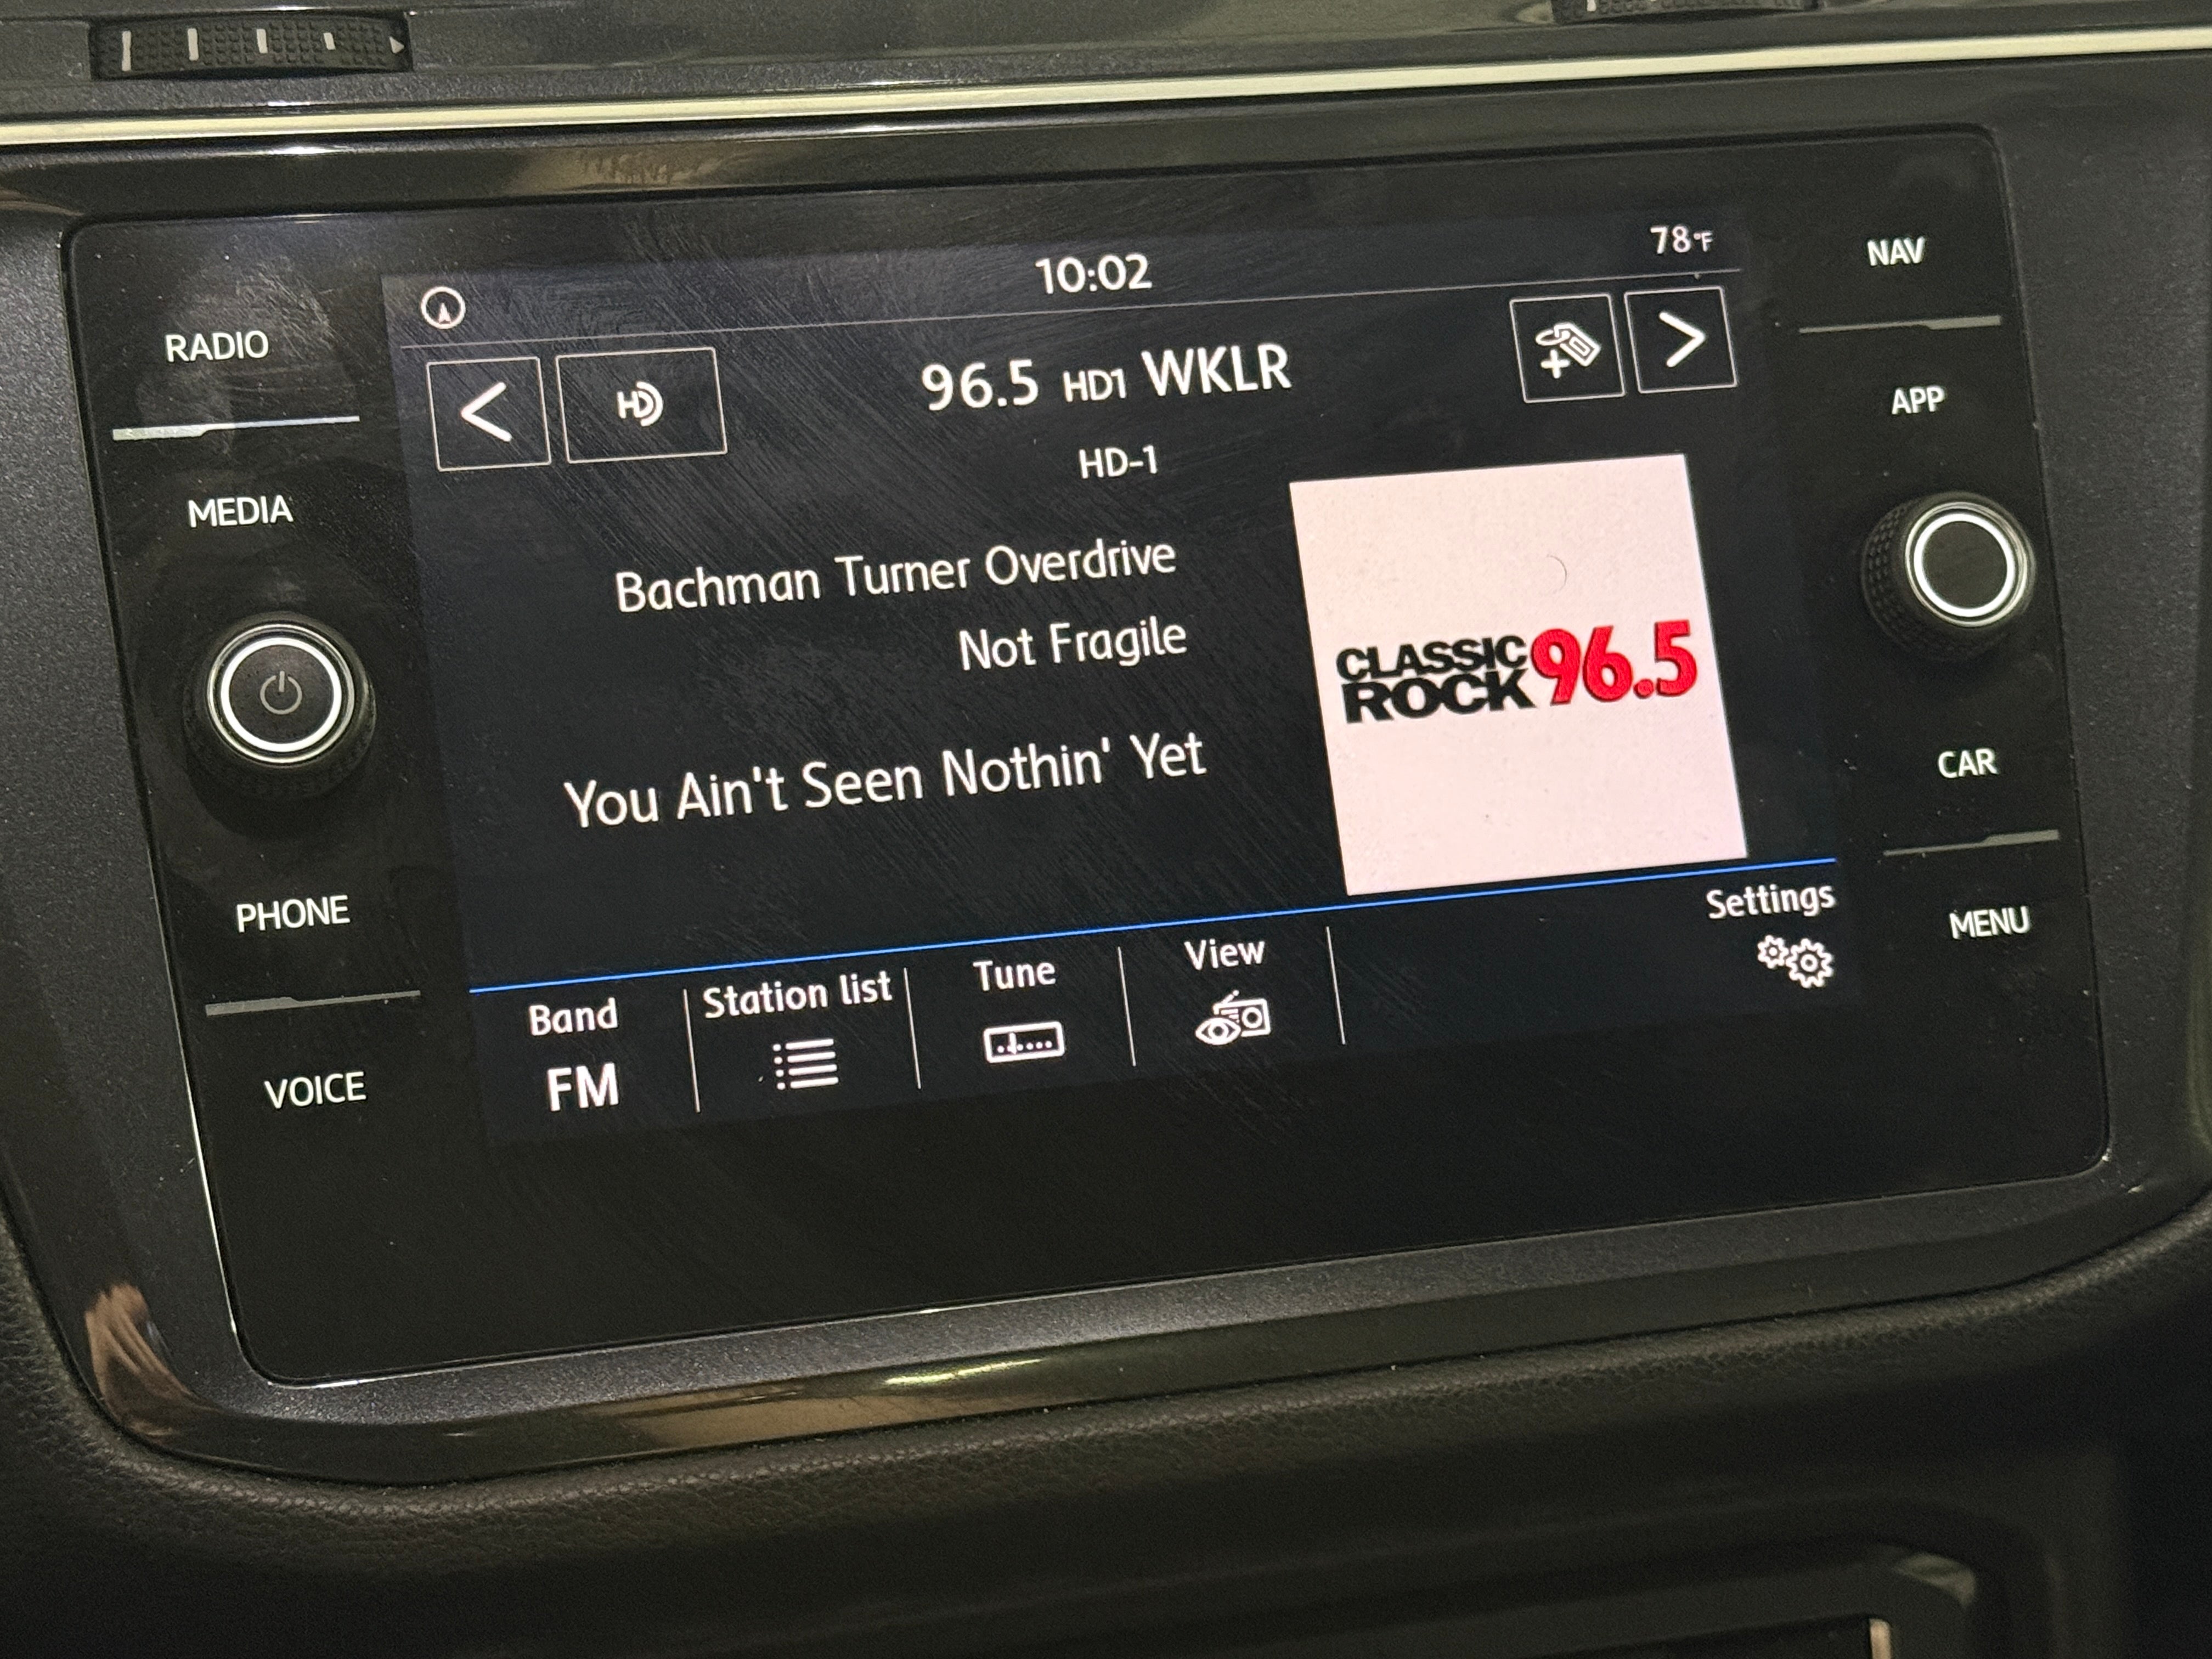 10:02
78°F
96.5 HD1 WKLR
HD
HD-1
Bachman Turner Overdrive
Not Fragile
You Ain't Seen Nothin' Yet
CLASSIC
ROCK 96.5
Band
FM
Station list
Tune
View
Settings
RADIO
MEDIA
PHONE
VOICE
NAV
APP
CAR
MENU